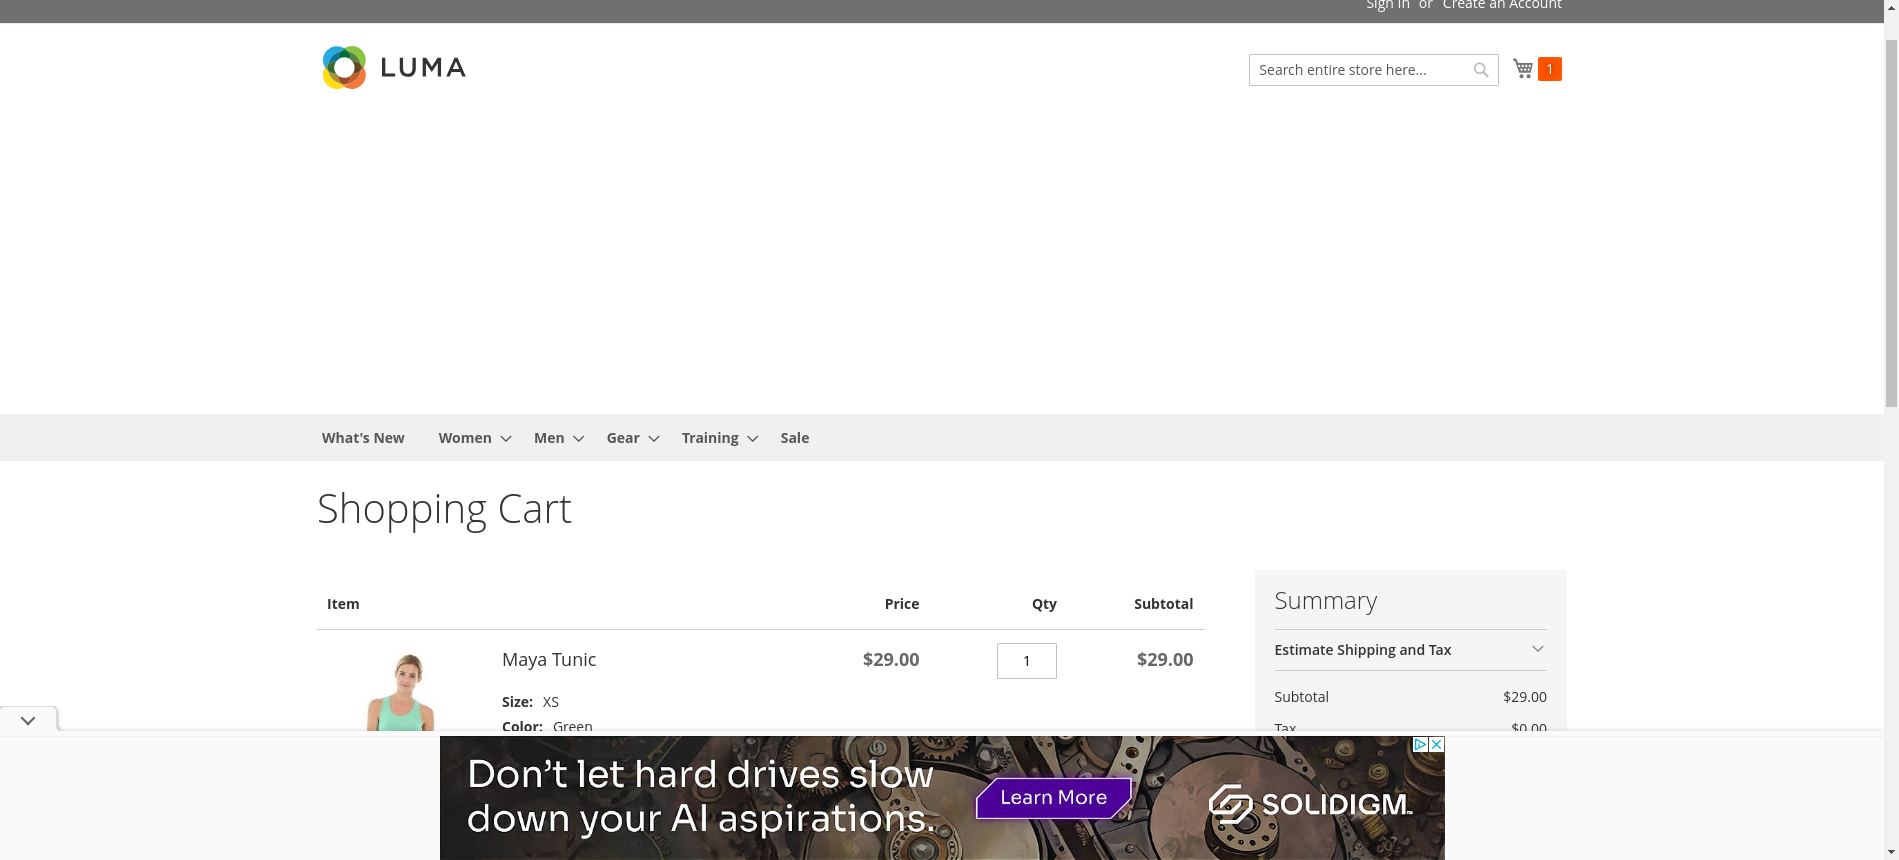 Sign In or Create an Account
LUMA
Search entire store here...
1
What's New Women Men Gear Training Sale
Shopping Cart
Item Price Qty Subtotal
Maya Tunic $29.00 1 $29.00
Size: XS
Color: Green
Summary
Estimate Shipping and Tax
Subtotal $29.00
Tax $0.00
Don't let hard drives slow
down your AI aspirations.
Learn More
SOLIDIGM